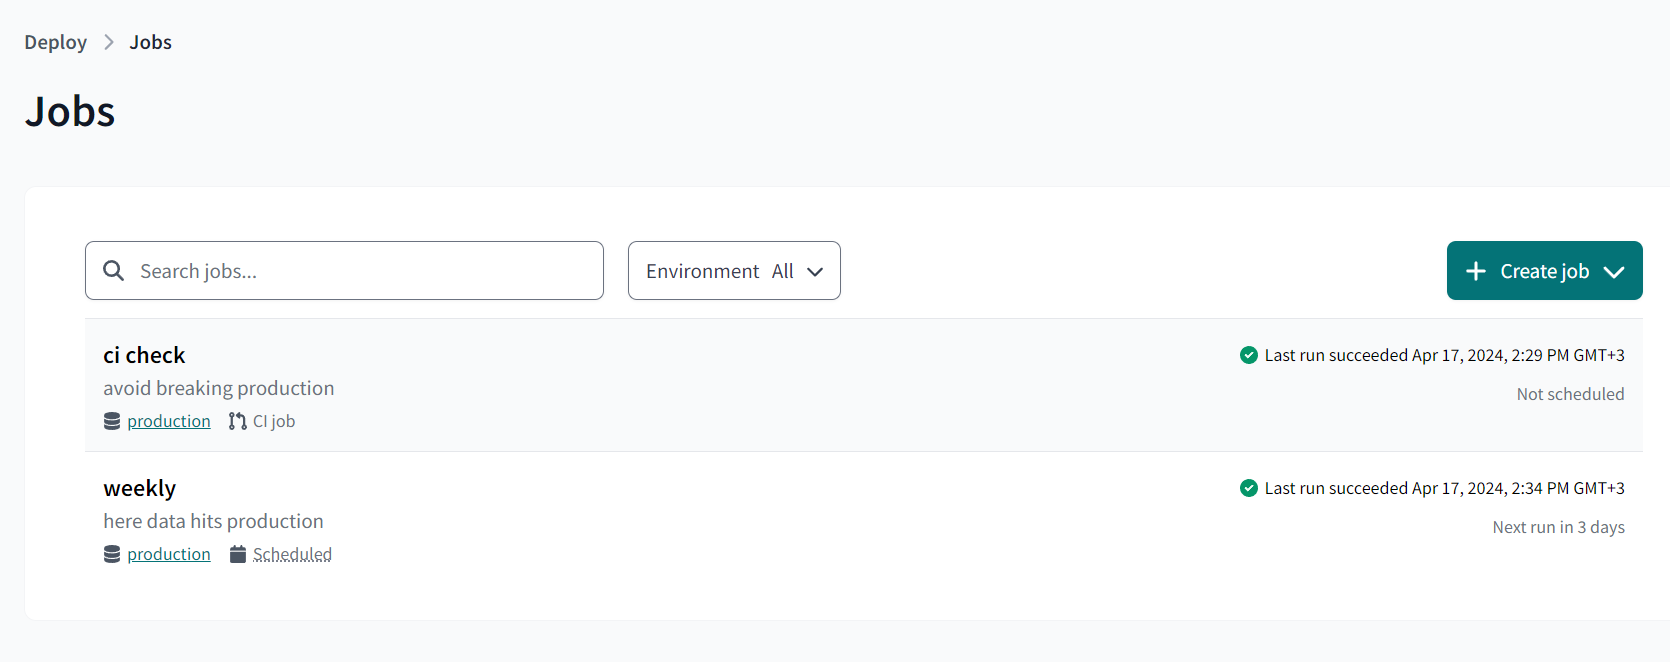 Deploy Jobs
Jobs
Search jobs...
Environment All
Create job
ci check
Last run succeeded Apr 17, 2024, 2:29 PM GMT+3
avoid breaking production
Not scheduled
production CI job
weekly
Last run succeeded Apr 17, 2024, 2:34 PM GMT+3
here data hits production
Next run in 3 days
production Scheduled